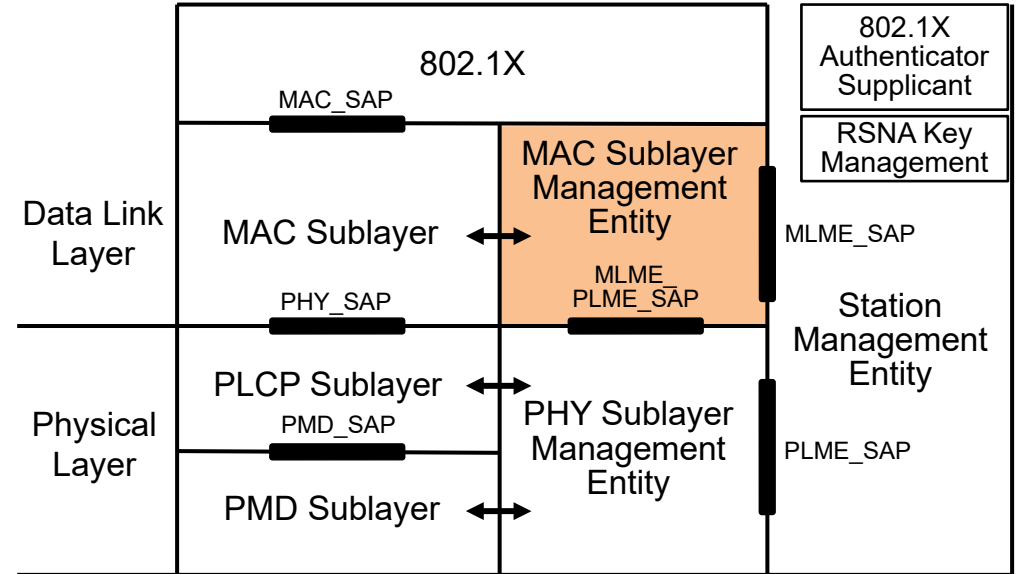 802.1X
MAC_SAP
802.1X
Authenticator
Supplicant
RSNA Key
Management
Data Link
Layer
MAC Sublayer
MAC Sublayer
Management
Entity
MLME_
PLME_SAP
MLME_SAP
PHY_SAP
Station
Management
Entity
Physical
Layer
PLCP Sublayer
PMD_SAP
PMD Sublayer
PHY Sublayer
Management
Entity
PLME_SAP